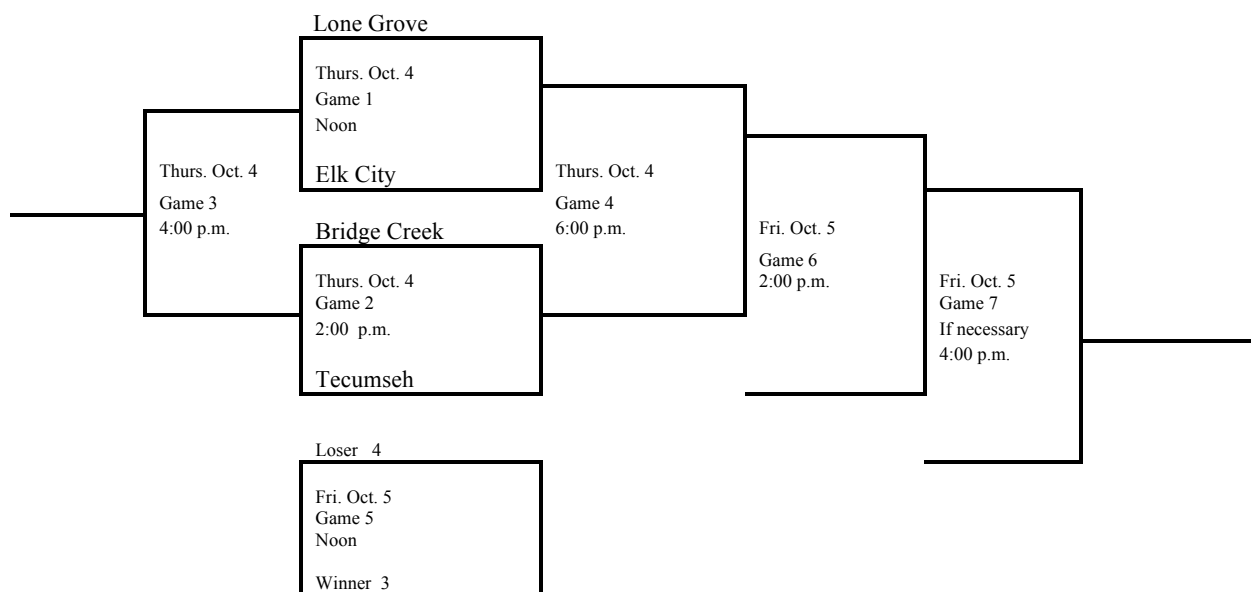 Lone Grove
Thurs. Oct. 4
Game 1
Noon
Elk City
Thurs. Oct. 4
Game 3
4:00 p.m.
Thurs. Oct. 4
Game 4
6:00 p.m.
Bridge Creek
Thurs. Oct. 4
Game 2
2:00 p.m.
Tecumseh
Fri. Oct. 5
Game 6
2:00 p.m.
Fri. Oct. 5
Game 7
If necessary
4:00 p.m.
Loser 4
Fri. Oct. 5
Game 5
Noon
Winner 3